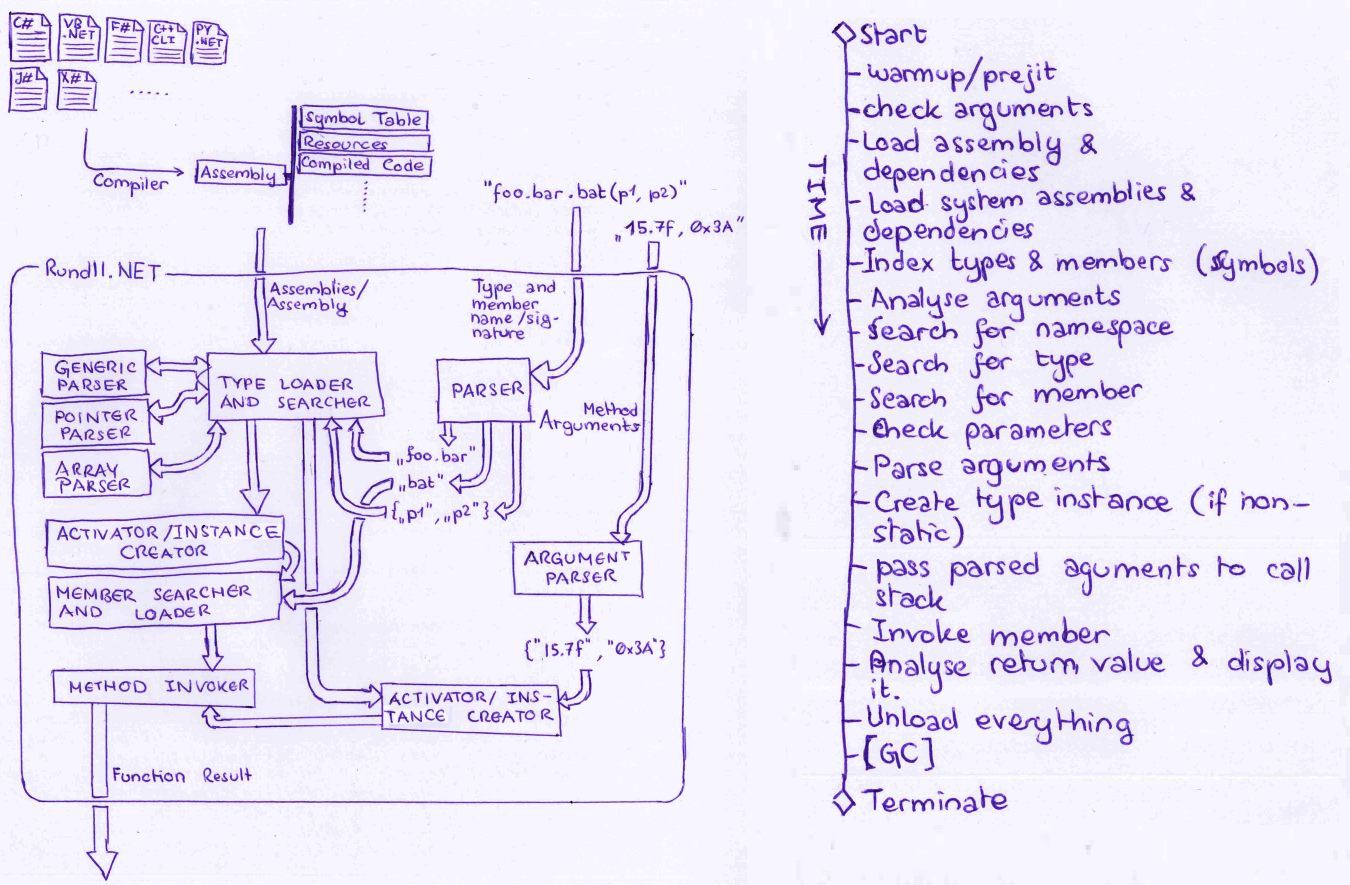 C#
VB
.NET
F#
C++
CLI
PY
.NET
J#
X#
.....
Compiler
Assembly
Symbol Table
Resources
Compiled Code
"foo.bar.bat(p1, p2)"
„15.7f, 0x3A"
Rundll.NET
Assemblies/
Assembly
Type and
member
name/sig-
nature
GENERIC
PARSER
POINTER
PARSER
ARRAY
PARSER
TYPE LOADER
AND SEARCHER
PARSER
Method
Arguments
„foo.bar"
„bat"
{„p1", „p2"}
ACTIVATOR/INSTANCE
CREATOR
MEMBER SEARCHER
AND LOADER
ARGUMENT
PARSER
{"15.7f", "0x3A"}
METHOD INVOKER
ACTIVATOR/INS-
TANCE CREATOR
Function Result
TIME
Start
warmup/prejit
check arguments
Load assembly &
dependencies
Load system assemblies &
dependencies
Index types & members (symbols)
Analyse arguments
Search for namespace
Search for type
Search for member
Check parameters
Parse arguments
Create type instance (if non-
static)
pass parsed aguments to call
stack
Invoke member
Analyse return value & display
it.
Unload everything
[GC]
Terminate